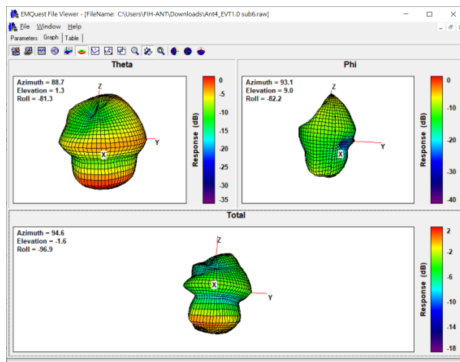 EMQuest File Viewer - [FileName: C:\Users\FIH-ANT\Downloads\Ant4_EVT1.0 sub6.raw]
File Window Help
Parameters Graph Table
Theta
Azimuth = 88.7
Elevation = 1.3
Roll = -81.3
Z
Y
X
0
-5
-10
-15
-20
-25
-30
-35
Response (dB)
Phi
Azimuth = 93.1
Elevation = 9.0
Roll = -82.2
Z
Y
X
0
-10
-20
-30
-40
Response (dB)
Total
Azimuth = 94.6
Elevation = -1.6
Roll = -96.9
Z
Y
X
2
-2
-6
-10
-14
-18
Response (dB)